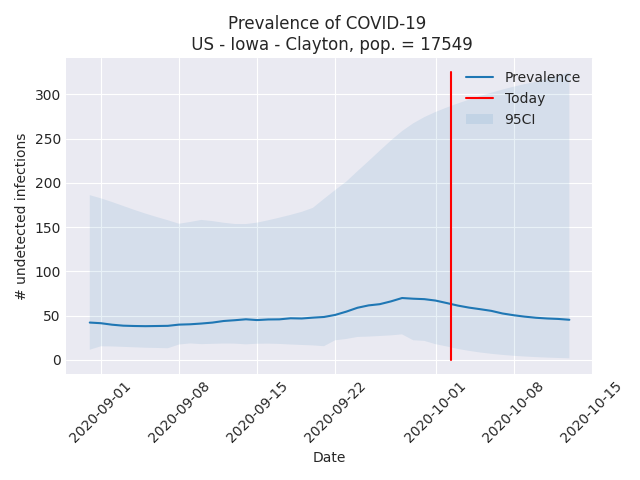 Prevalence of COVID-19
US - Iowa - Clayton, pop. = 17549
Prevalence
Today
95CI
300
250
200
150
100
50
0
# undetected infections
2020-09-01
2020-09-08
2020-09-15
2020-09-22
2020-10-01
2020-10-08
2020-10-15
Date